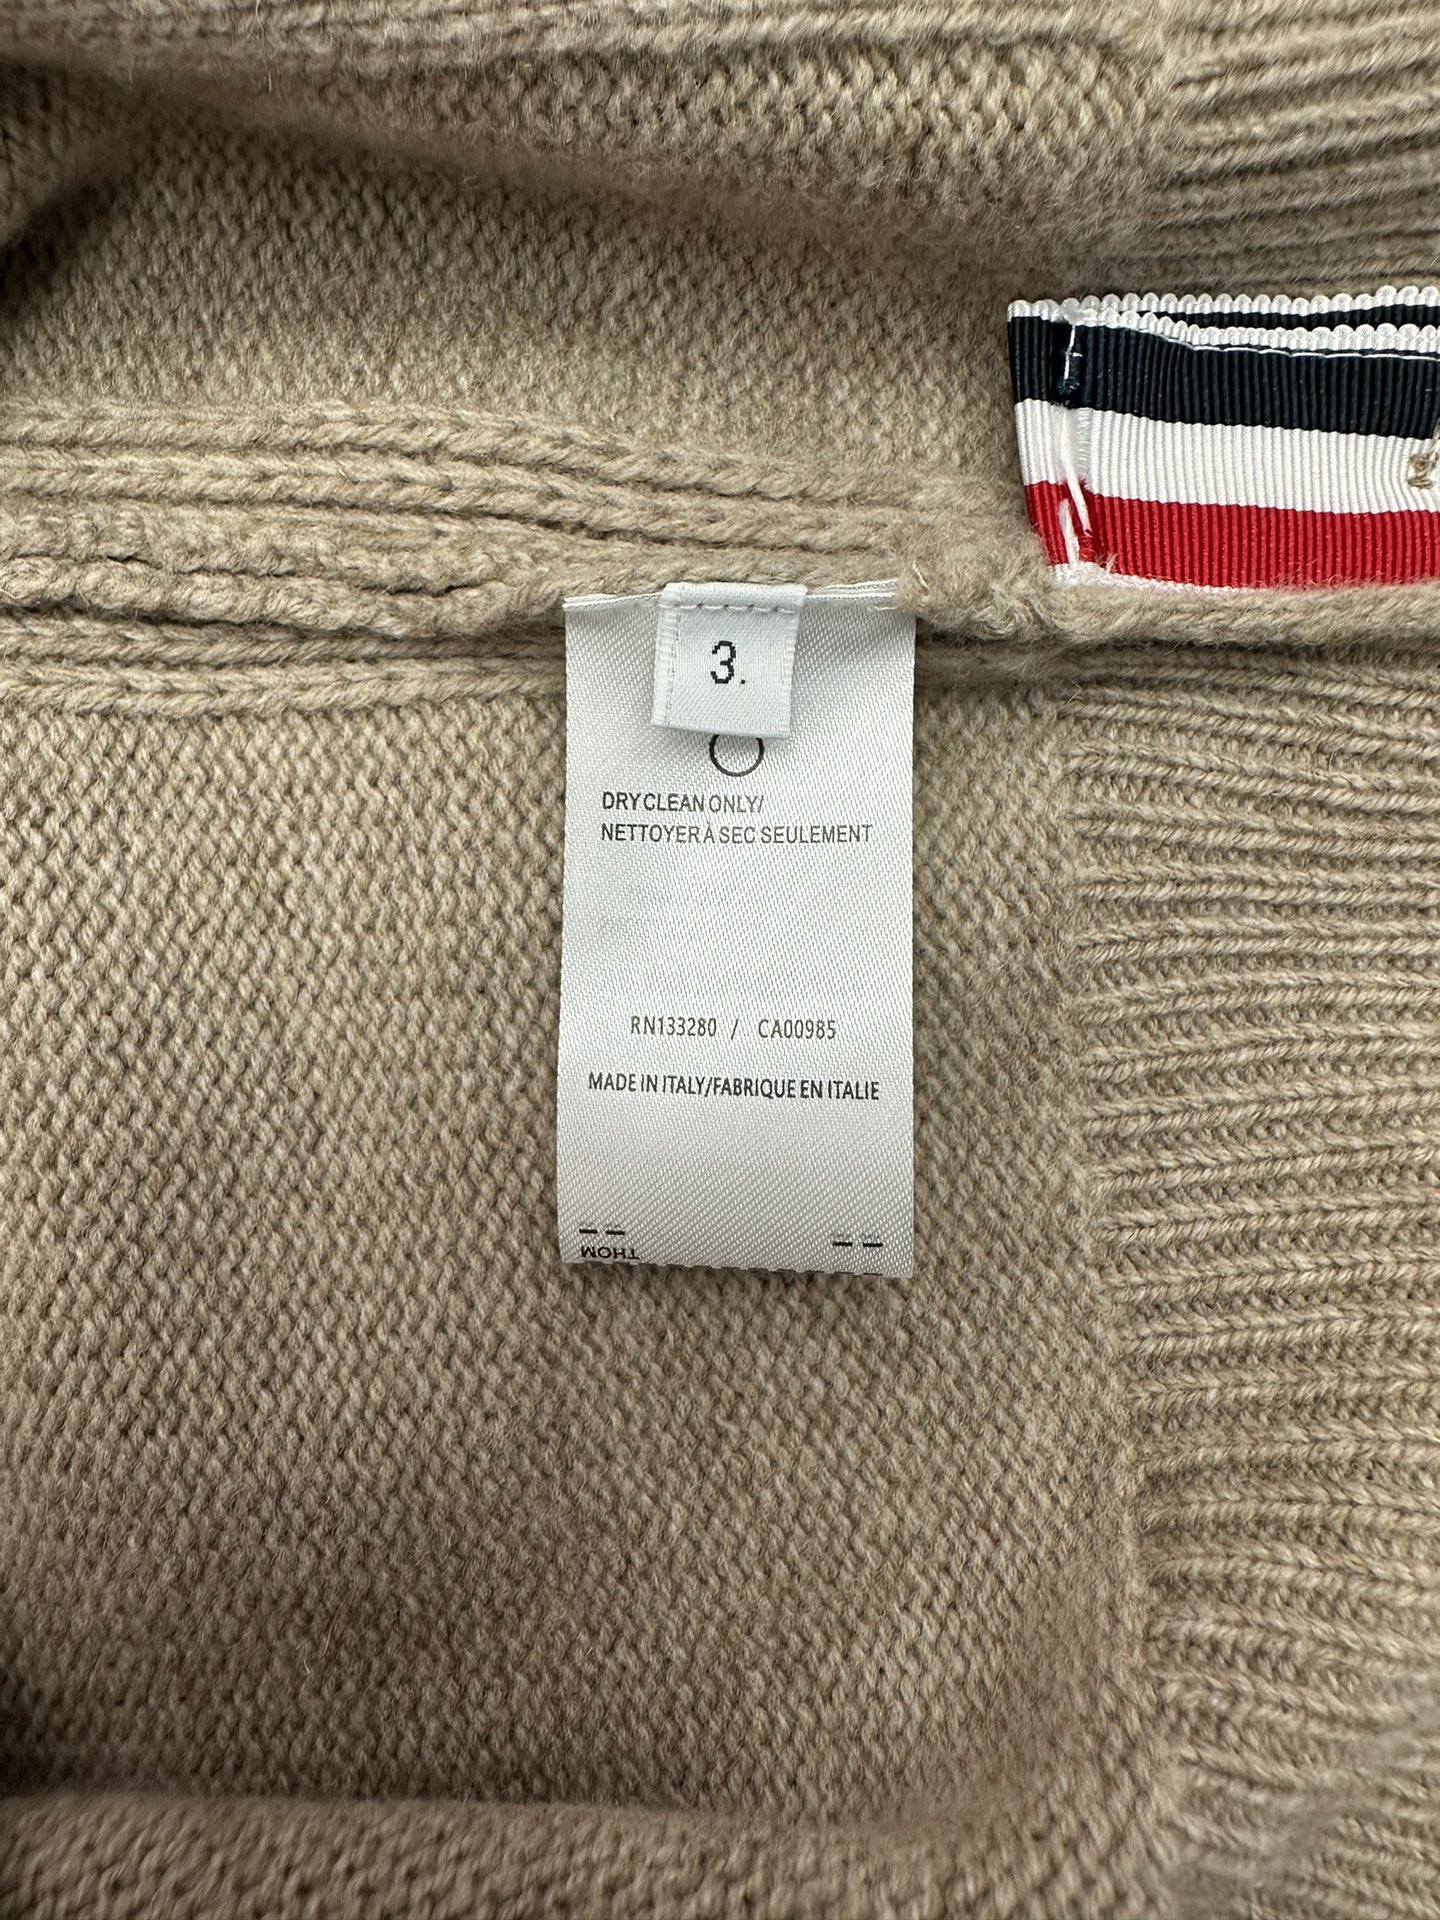 3.
DRY CLEAN ONLY/
NETTOYER À SEC SEULEMENT
RN133280 / CA00985
MADE IN ITALY/FABRIQUE EN ITALIE
THOM